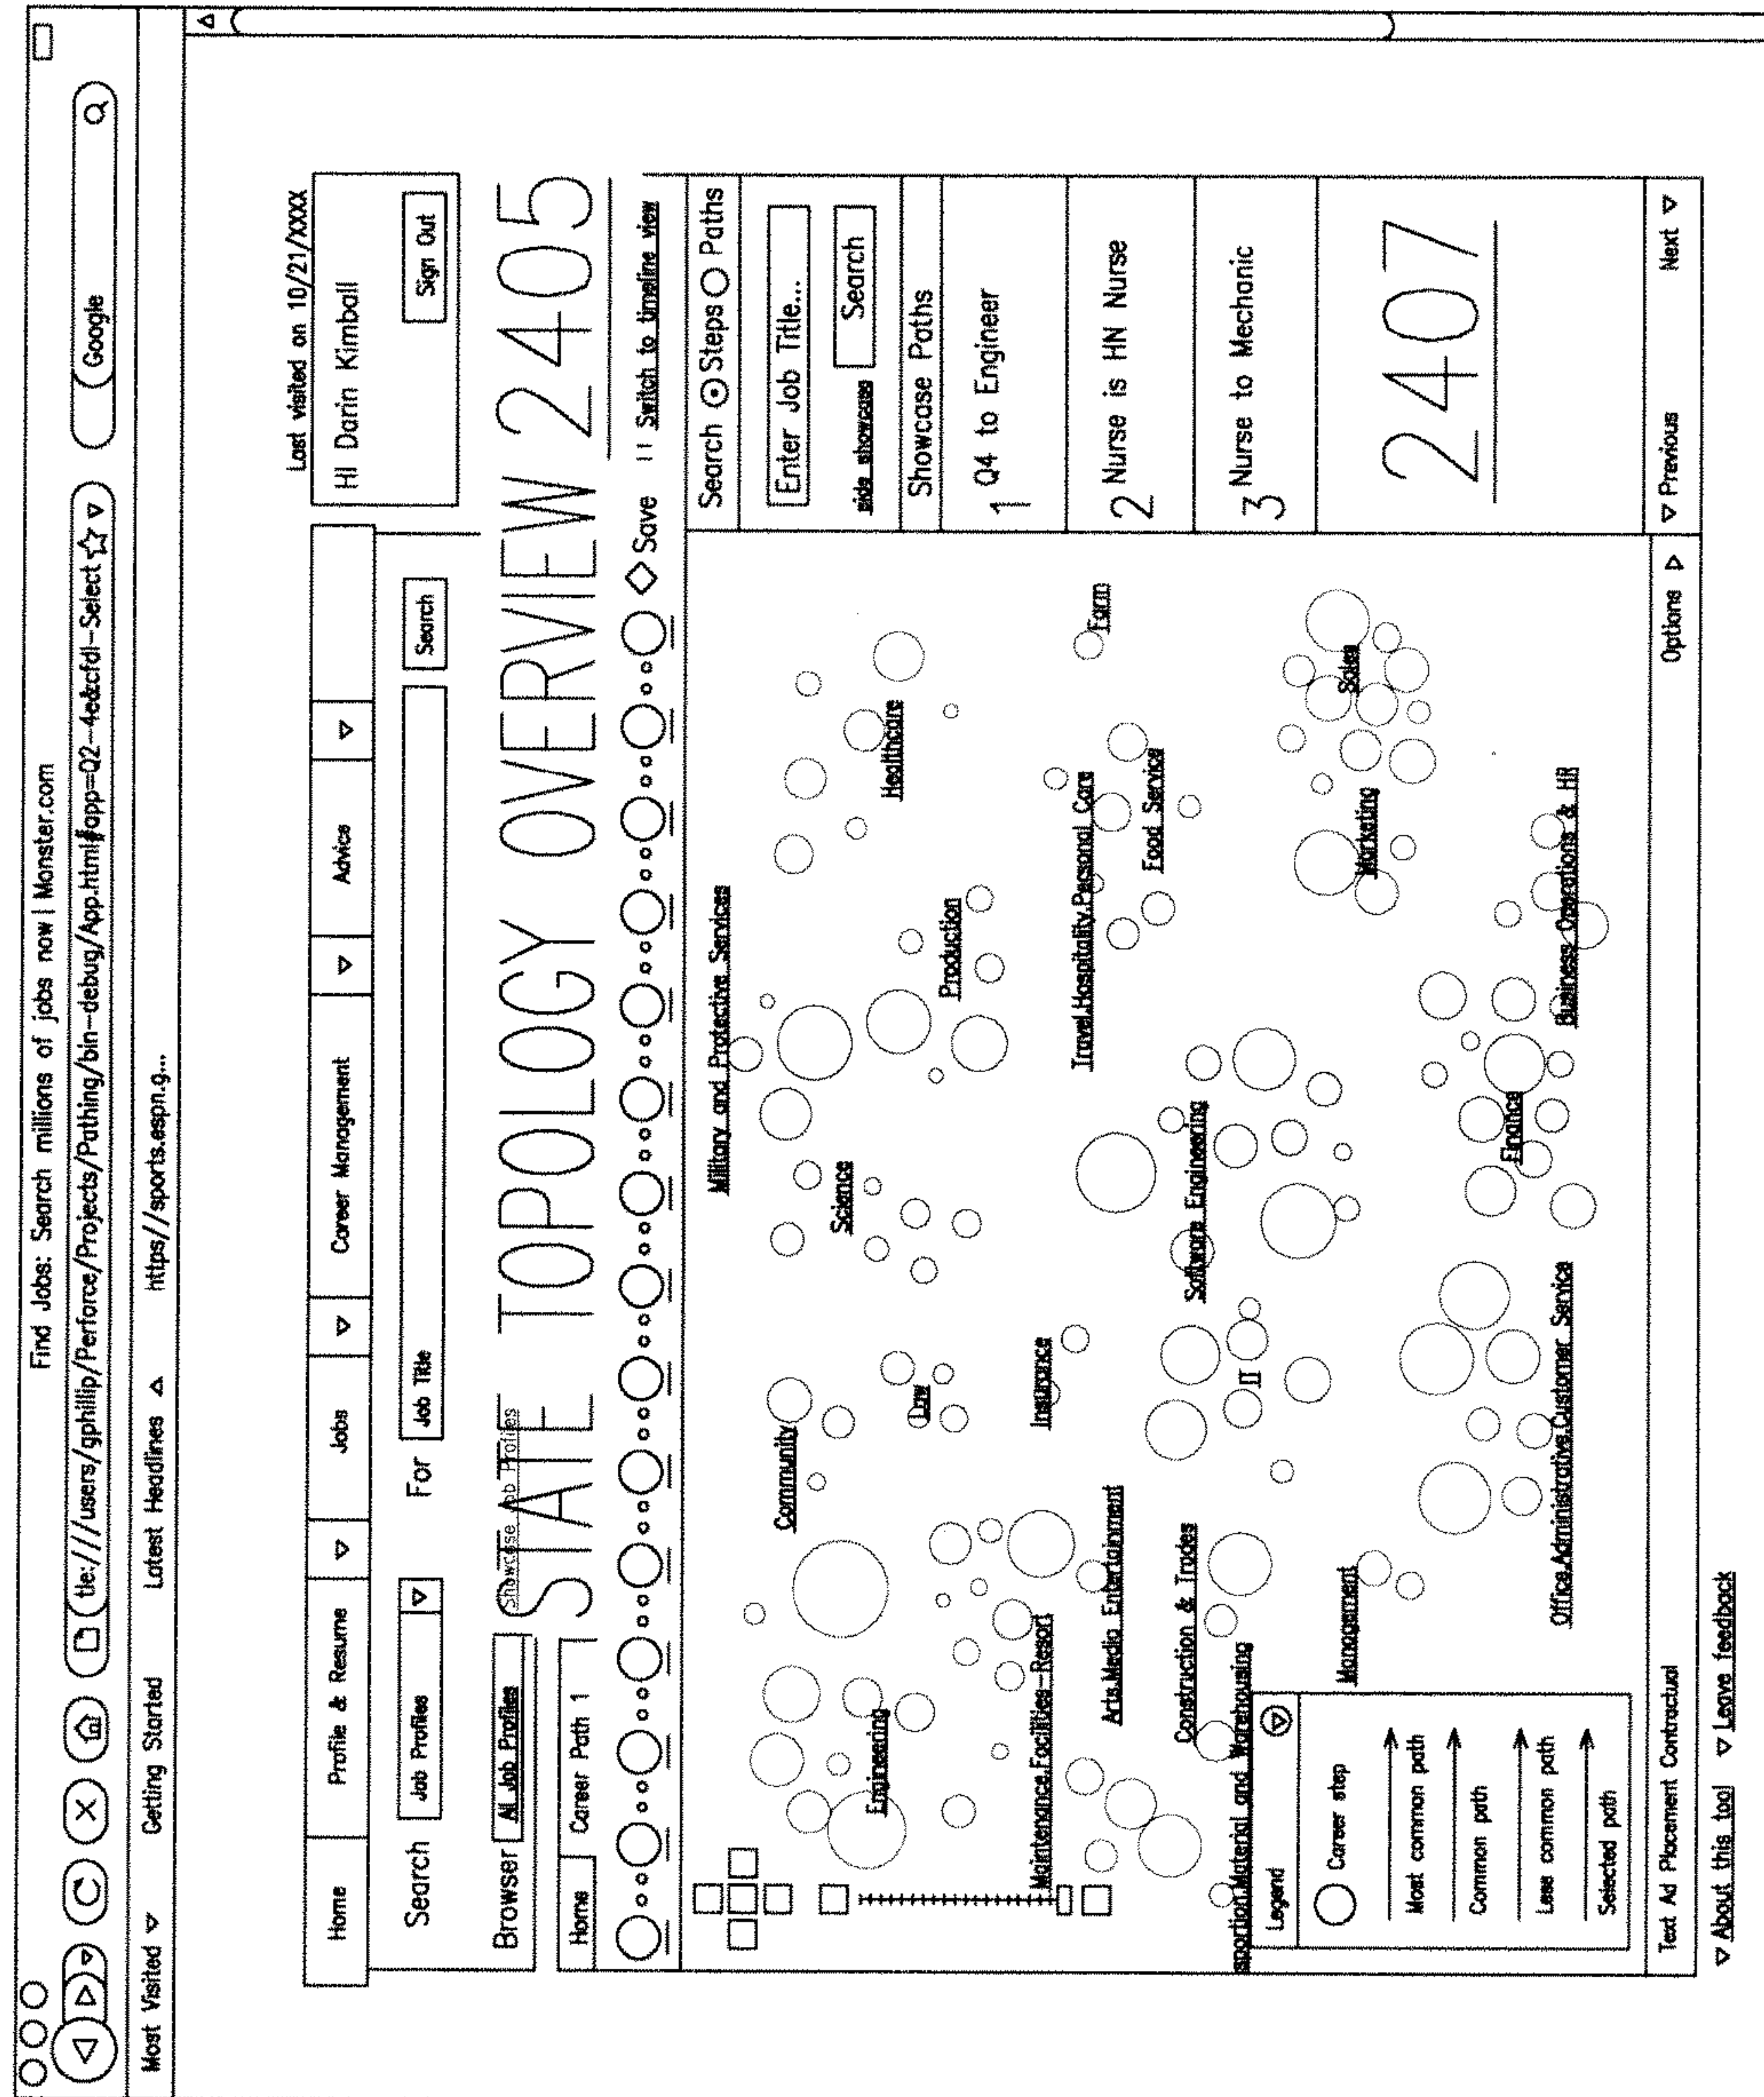 Find Jobs: Search millions of jobs now | Monster.com
tle:///users/gphillip/Perforce/Projects/Pathing/bin-debug/App.html#app=Q2--4e&cfdl-Select
Google
Most Visited
Getting Started
Latest Headlines
https//sports.espn.g...
Last visited on 10/21/XXXX
Home
Profile & Resume
Jobs
Career Management
Advice
HI Darin Kimball
Sign Out
Search
Job Profiles
For
Job Title
Search
Browser
All Job Profiles
Showcase Job Profiles
STATE TOPOLOGY OVERVIEW 2405
Home
Career Path 1
Save
|| Switch to timeline view
Search Steps Paths
Enter Job Title...
Search
Showcase Paths
1 Q4 to Engineer
2 Nurse is HN Nurse
3 Nurse to Mechanic
2407
Military and Protective Services
Community
Science
Engineering
Healthcare
Law
Production
Maintenance.Facilities-Resort
Insurance
Travel.Hospitality.Personal Care
Farm
Arts.Media Entertainment
Food Service
Construction & Trades
Software Engineering
sportion.Material and Warehousing
IT
Sales
Management
Marketing
Finance
Office.Administrative.Customer Service
Business Operations & HR
Legend
Career step
Most common path
Common path
Less common path
Selected path
Text Ad Placement Contractual
Options
Previous
Next
About this tool
Leave feedback